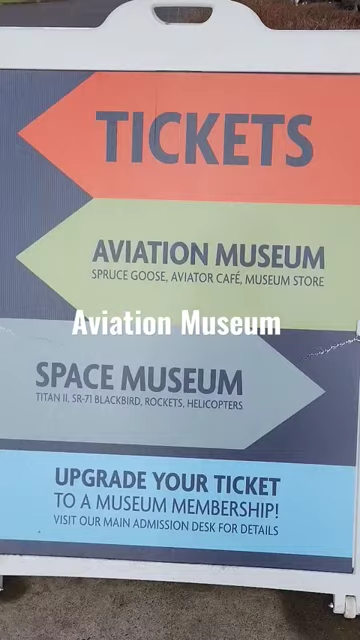 TICKETS
AVIATION MUSEUM
SPRUCE GOOSE, AVIATOR CAFÉ, MUSEUM STORE
Aviation Museum
SPACE MUSEUM
TITAN II, SR-71 BLACKBIRD, ROCKETS, HELICOPTERS
UPGRADE YOUR TICKET
TO A MUSEUM MEMBERSHIP!
VISIT OUR MAIN ADMISSION DESK FOR DETAILS